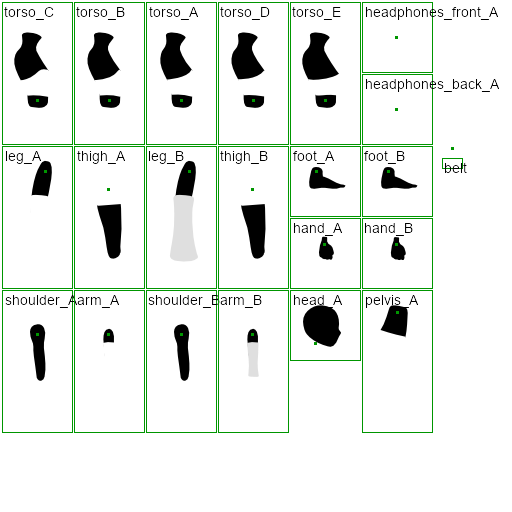 torso_C torso_B torso_A torso_D torso_E headphones_front_A
headphones_back_A
leg_A thigh_A leg_B thigh_B foot_A foot_B belt
hand_A hand_B
shoulder_A arm_A shoulder_B arm_B head_A pelvis_A